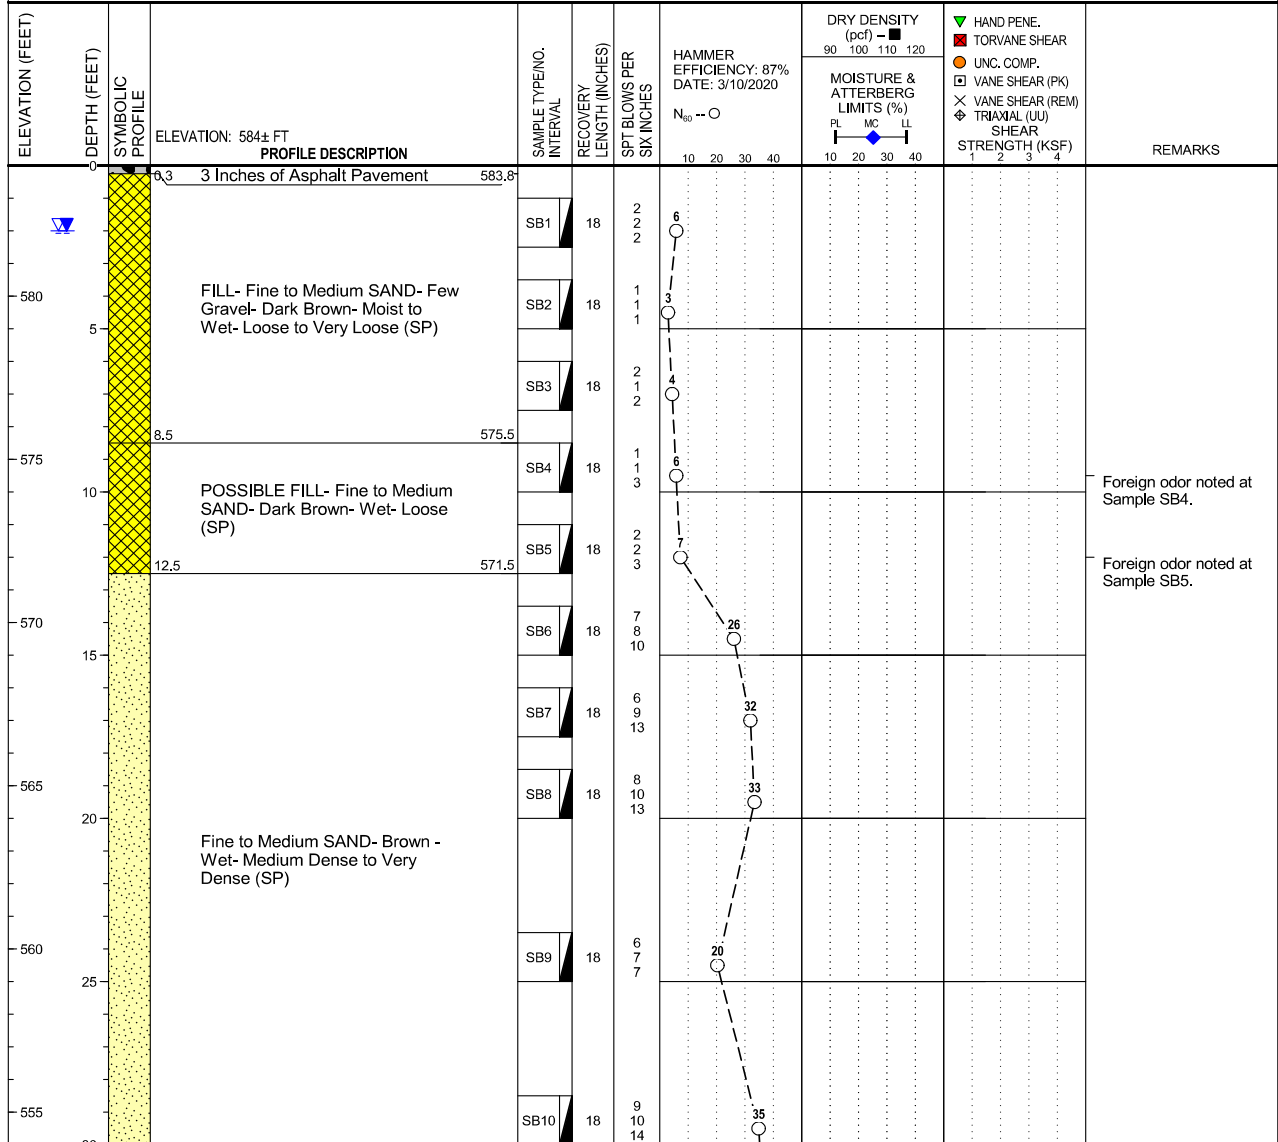 ELEVATION (FEET)
DEPTH (FEET)
SYMBOLIC
PROFILE
ELEVATION: 584± FT
PROFILE DESCRIPTION
SAMPLE TYPE/NO.
INTERVAL
RECOVERY
LENGTH (INCHES)
SPT BLOWS PER
SIX INCHES
HAMMER
EFFICIENCY: 87%
DATE: 3/10/2020
N60 -- O
10 20 30 40
DRY DENSITY
(pcf) – ■
90 100 110 120
MOISTURE &
ATTERBERG
LIMITS (%)
PL MC LL
10 20 30 40
HAND PENE.
TORVANE SHEAR
UNC. COMP.
VANE SHEAR (PK)
VANE SHEAR (REM)
TRIAXIAL (UU)
SHEAR
STRENGTH (KSF)
1 2 3 4
REMARKS
0
0.3 3 Inches of Asphalt Pavement 583.8
SB1 18
2
2
2
6
580
FILL- Fine to Medium SAND- Few
Gravel- Dark Brown- Moist to
Wet- Loose to Very Loose (SP)
SB2 18
1
1
1
3
5
SB3 18
2
1
2
4
8.5 575.5
575
SB4 18
1
1
3
6
Foreign odor noted at
Sample SB4.
10
POSSIBLE FILL- Fine to Medium
SAND- Dark Brown- Wet- Loose
(SP)
SB5 18
2
2
3
7
Foreign odor noted at
Sample SB5.
12.5 571.5
570
SB6 18
7
8
10
26
15
SB7 18
6
9
13
32
565
SB8 18
8
10
13
33
20
Fine to Medium SAND- Brown -
Wet- Medium Dense to Very
Dense (SP)
560
SB9 18
6
7
7
20
25
555
SB10 18
9
10
14
35